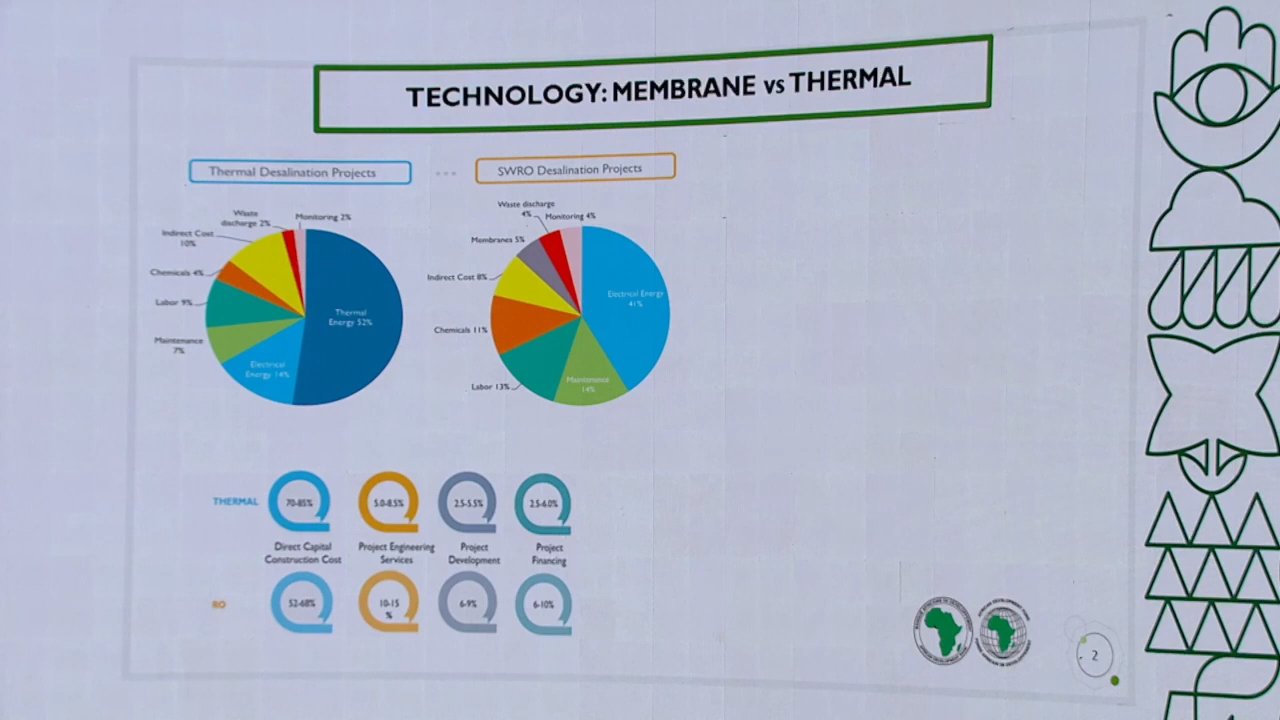 TECHNOLOGY: MEMBRANE vs THERMAL
Thermal Desalination Projects
SWRO Desalination Projects
Waste
discharge 2%
Monitoring 2%
Indirect Cost
10%
Chemicals 4%
Labor 9%
Maintenance
7%
Electrical
Energy 14%
Thermal
Energy 52%
Waste discharge
4%
Monitoring 4%
Membranes 5%
Indirect Cost 8%
Chemicals 11%
Labor 13%
Maintenance
14%
Electrical Energy
41%
THERMAL
70-85%
5.0-8.5%
2.5-5.5%
2.5-6.0%
Direct Capital
Construction Cost
Project Engineering
Services
Project
Development
Project
Financing
RO
52-68%
10-15
%
6-9%
6-10%
2